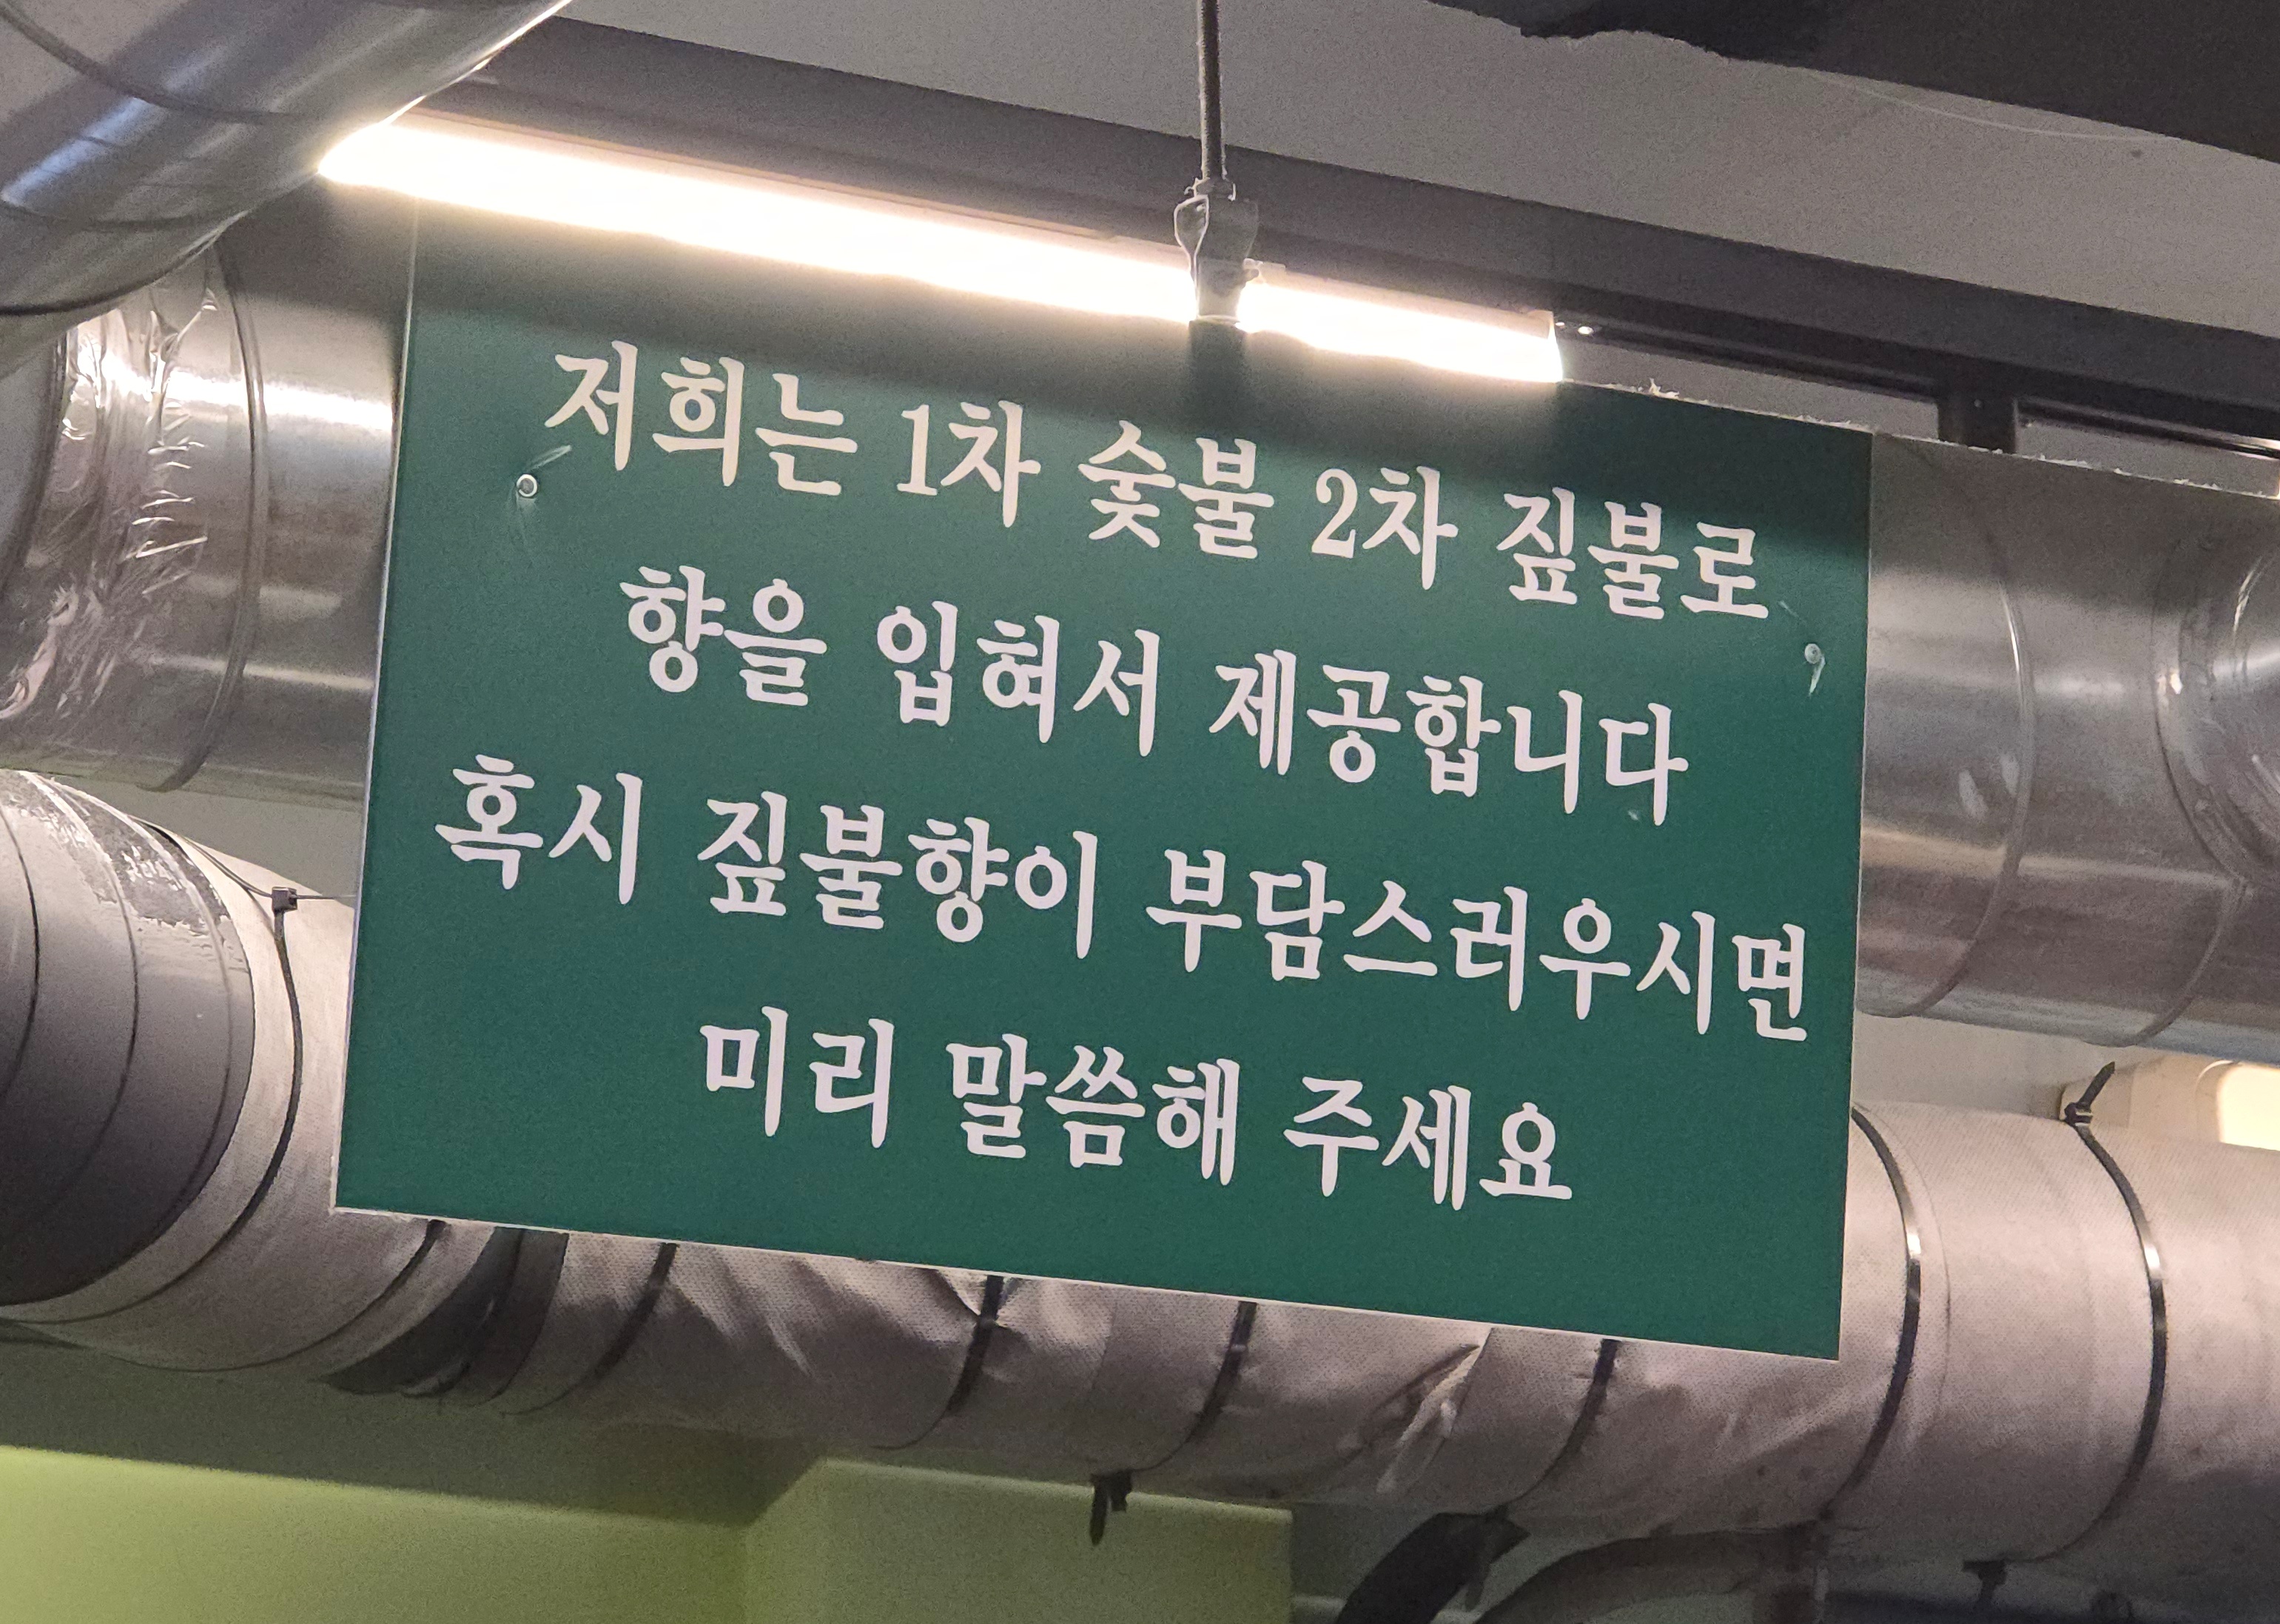 저희는 1차 숯불 2차 짚불로
향을 입혀서 제공합니다
혹시 짚불향이 부담스러우시면
미리 말씀해 주세요